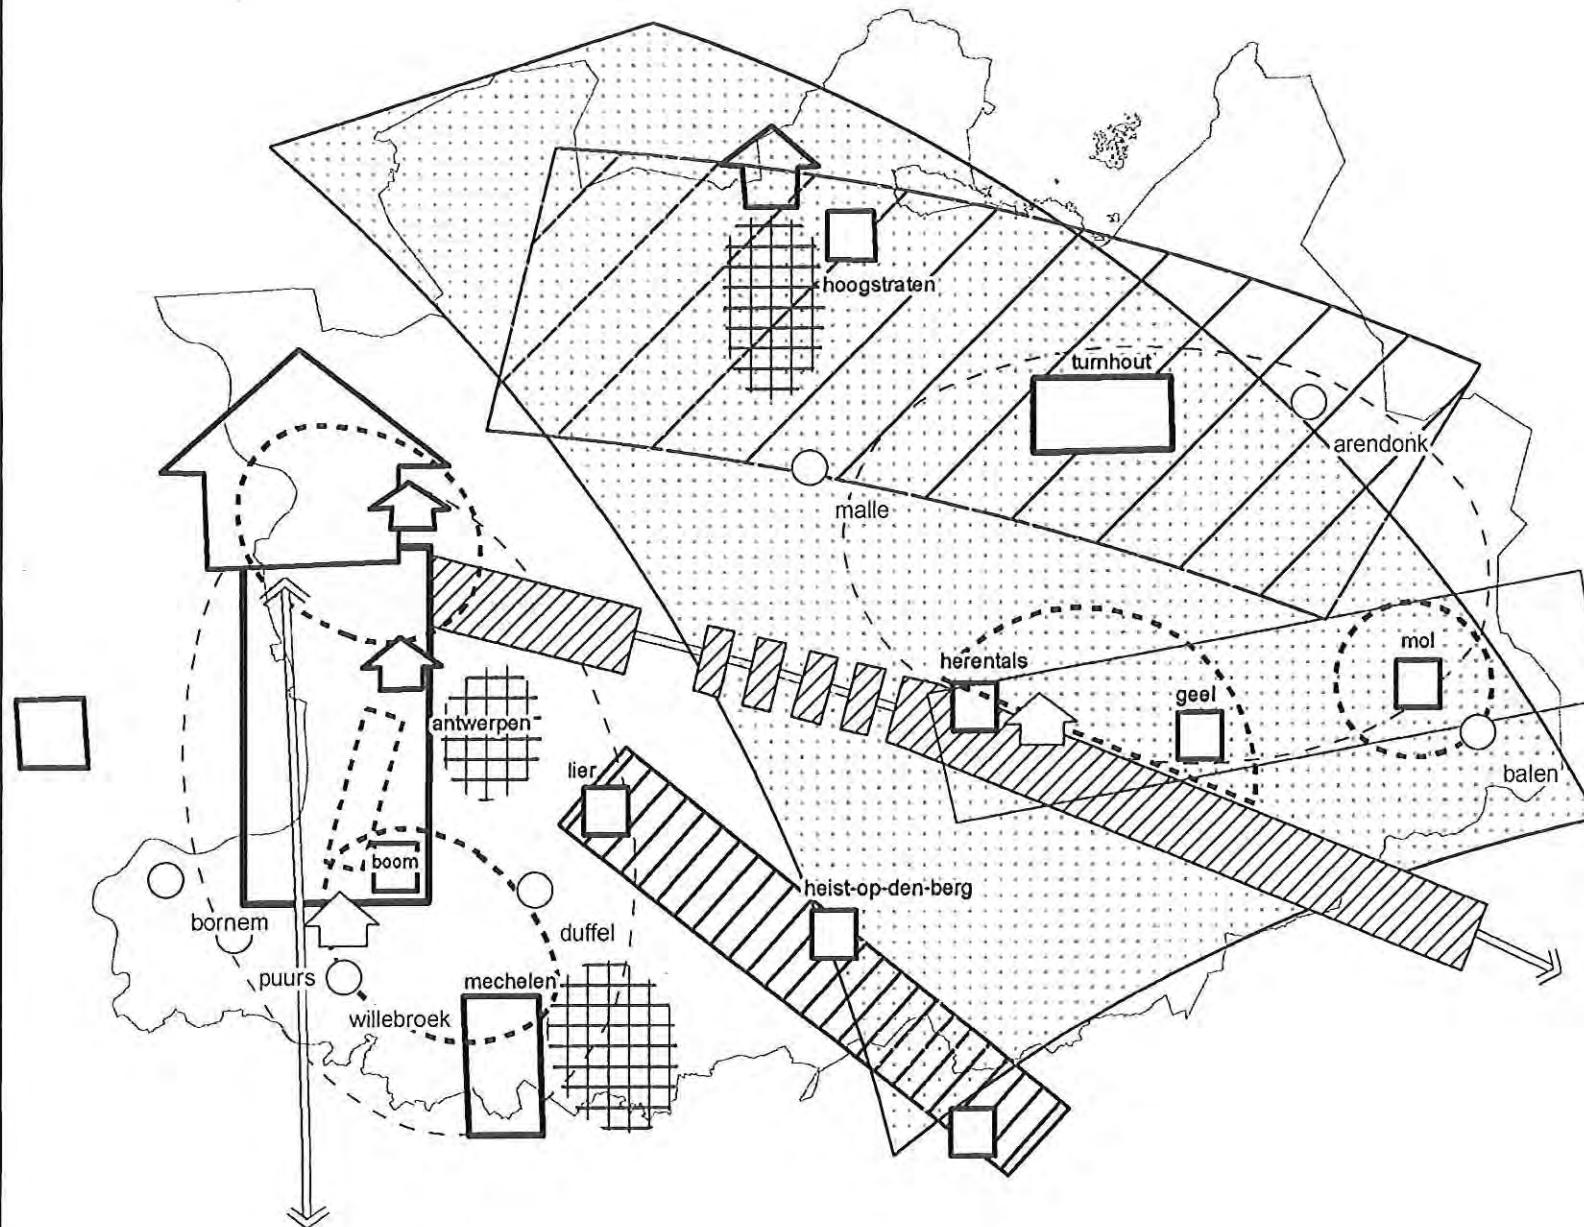 hoogstraten
turnhout
arendonk
malle
herentals
mol
geel
antwerpen
lier
balen
boom
heist-op-den-berg
bornem
duffel
puurs
mechelen
willebroek